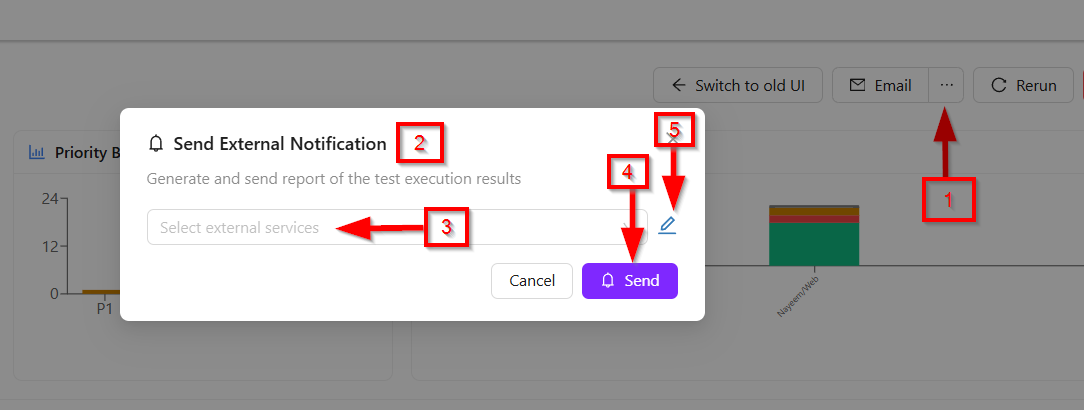 Switch to old UI
Email
···
Rerun
1
Send External Notification
2
5
Priority B
Generate and send report of the test execution results
4
Select external services
3
Cancel
Send
24
12
0
P1
Nayeem/Web